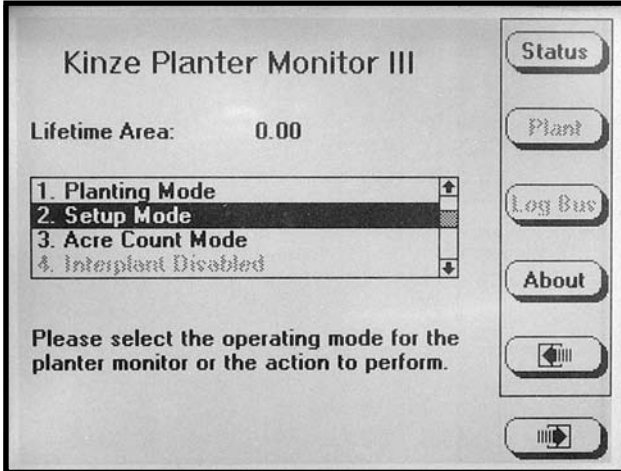 Kinze Planter Monitor III
Lifetime Area: 0.00
1. Planting Mode
2. Setup Mode
3. Acre Count Mode
4. Interplant Disabled
Please select the operating mode for the
planter monitor or the action to perform.
Status
Plant
Log Bus
About